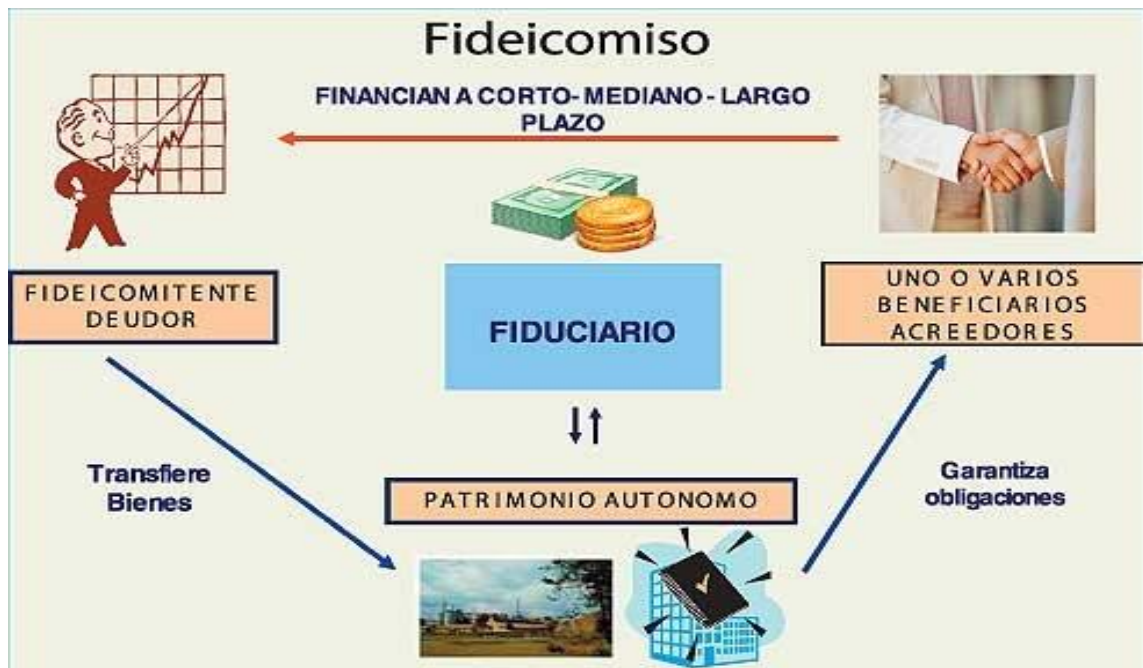 Fideicomiso
FINANCIAN A CORTO- MEDIANO - LARGO
PLAZO
FIDEICOMITENTE
DEUDOR
FIDUCIARIO
UNO O VARIOS
BENEFICIARIOS
ACREEDORES
Transfiere
Bienes
PATRIMONIO AUTONOMO
Garantiza
obligaciones